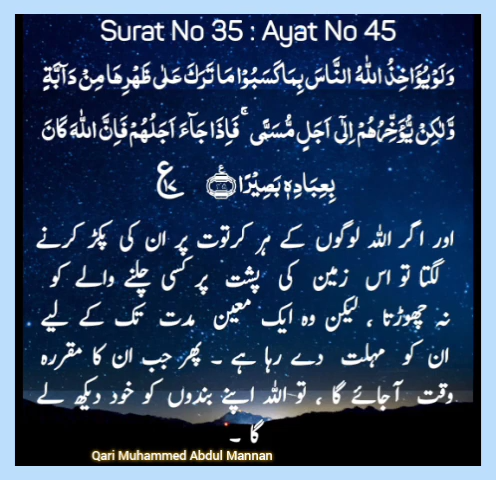 Surat No 35 : Ayat No 45
وَلَوْ يُؤَاخِذُ اللّٰهُ النَّاسَ بِمَا كَسَبُوْا مَا تَرَكَ عَلٰى ظَهْرِهَا مِنْ دَآبَّةٍ
وَّلٰكِنْ يُّؤَخِّرُهُمْ اِلٰٓى اَجَلٍ مُّسَمًّى ۚ فَاِذَا جَآءَ اَجَلُهُمْ فَاِنَّ اللّٰهَ كَانَ
بِعِبَادِهٖ بَصِيْرًا ﴿۴۵﴾
اور اگر اللہ لوگوں کے ہر کرتوت پر ان کی پکڑ کرنے
لگتا تو اس زمین کی پشت پر کسی چلنے والے کو
نہ چھوڑتا ، لیکن وہ ایک معین مدت تک کے لیے
ان کو مہلت دے رہا ہے ۔ پھر جب ان کا مقررہ
وقت آجائے گا ، تو اللہ اپنے بندوں کو خود دیکھ لے
گا ۔
Qari Muhammed Abdul Mannan